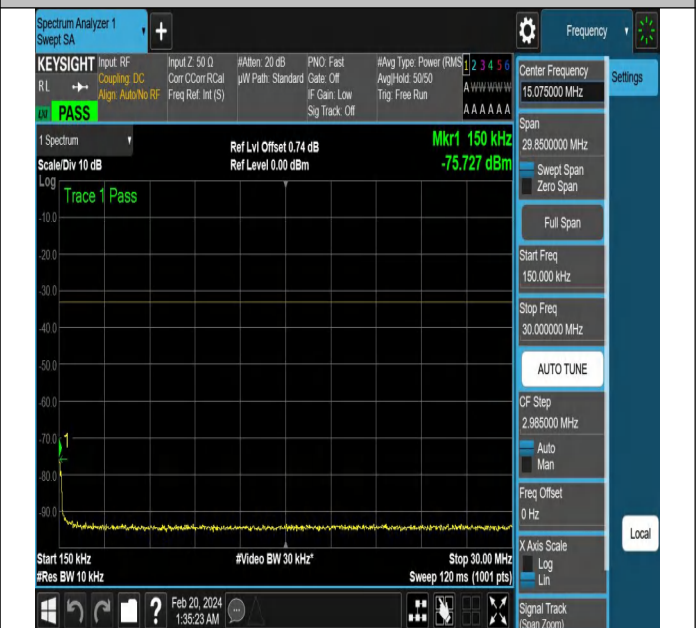 Spectrum Analyzer 1
Swept SA
+
Frequency
KEYSIGHT
RL
PASS
Input: RF
Coupling: DC
Align: Auto/No RF
Input Z: 50 Ω
Corr CCorr RCal
Freq Ref: Int (S)
#Atten: 20 dB
µW Path: Standard
PNO: Fast
Gate: Off
IF Gain: Low
Sig Track: Off
#Avg Type: Power (RMS
Avg|Hold: 50/50
Trig: Free Run
1 2 3 4 5 6
A W W W W W
A A A A A A
1 Spectrum
Scale/Div 10 dB
Ref Lvl Offset 0.74 dB
Ref Level 0.00 dBm
Mkr1 150 kHz
-75.727 dBm
Log
Trace 1 Pass
-10.0
-20.0
-30.0
-40.0
-50.0
-60.0
-70.0
1
-80.0
-90.0
Start 150 kHz
#Res BW 10 kHz
#Video BW 30 kHz*
Stop 30.00 MHz
Sweep 120 ms (1001 pts)
?
Feb 20, 2024
1:35:23 AM
Center Frequency
15.075000 MHz
Settings
Span
29.8500000 MHz
Swept Span
Zero Span
Full Span
Start Freq
150.000 kHz
Stop Freq
30.000000 MHz
AUTO TUNE
CF Step
2.985000 MHz
Auto
Man
Freq Offset
0 Hz
Local
X Axis Scale
Log
Lin
Signal Track
(Span Zoom)